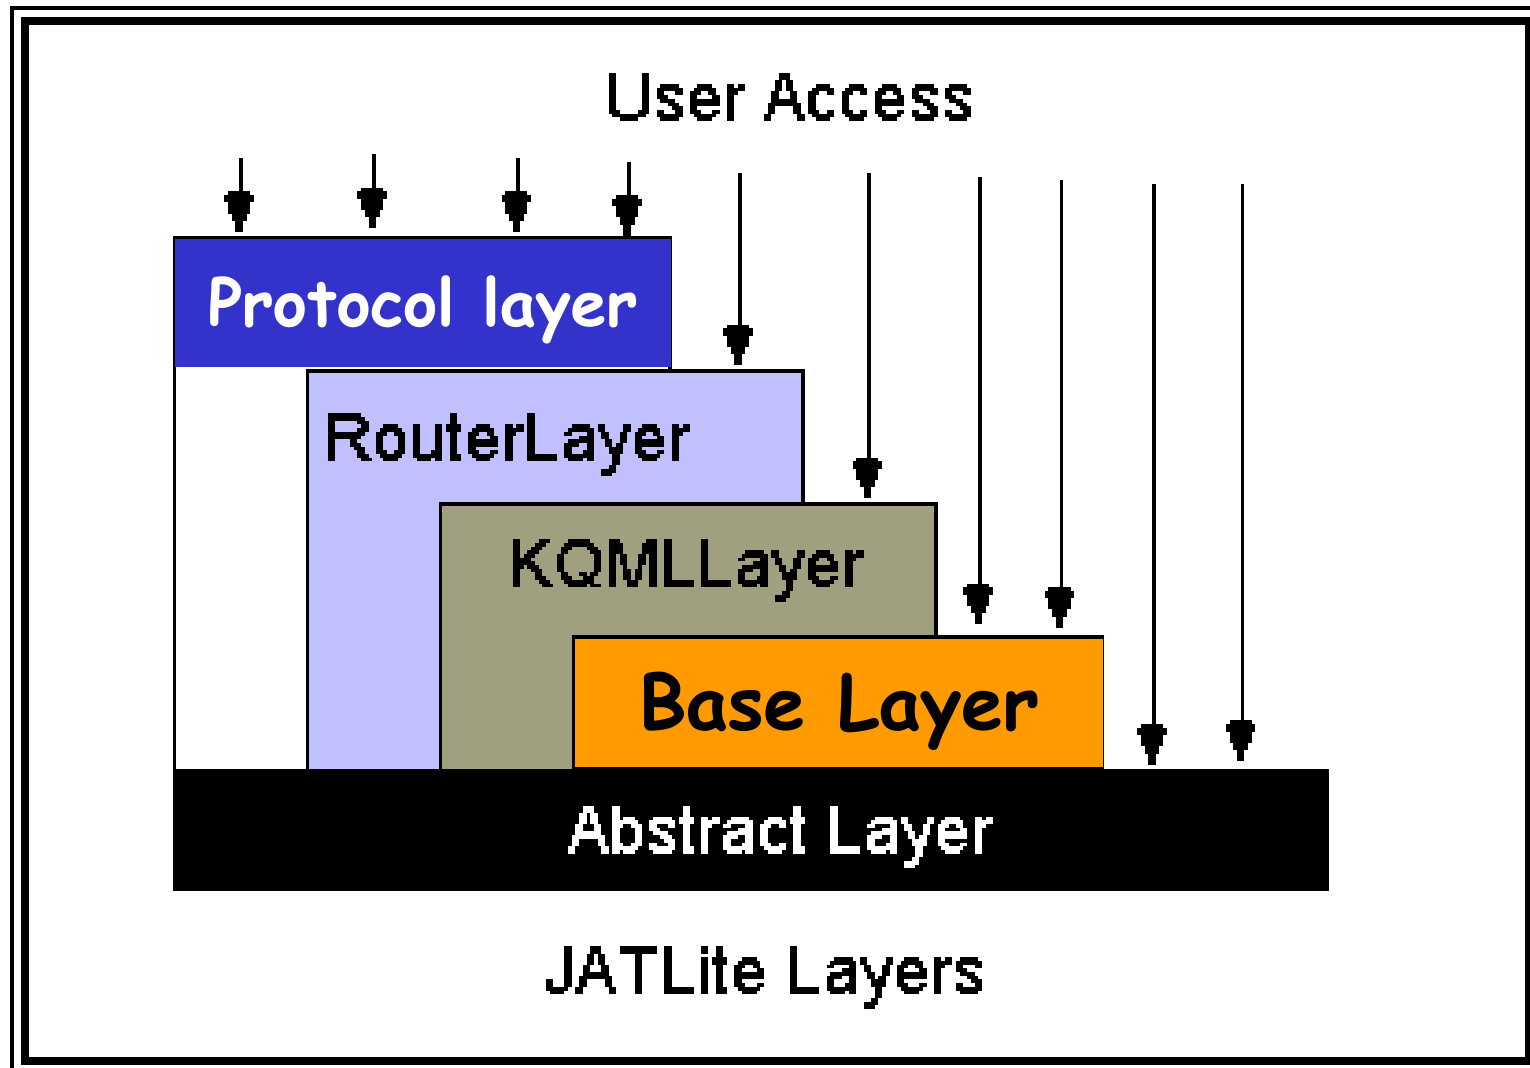 User Access
Protocol layer
RouterLayer
KQMLLayer
Base Layer
Abstract Layer
JATLite Layers